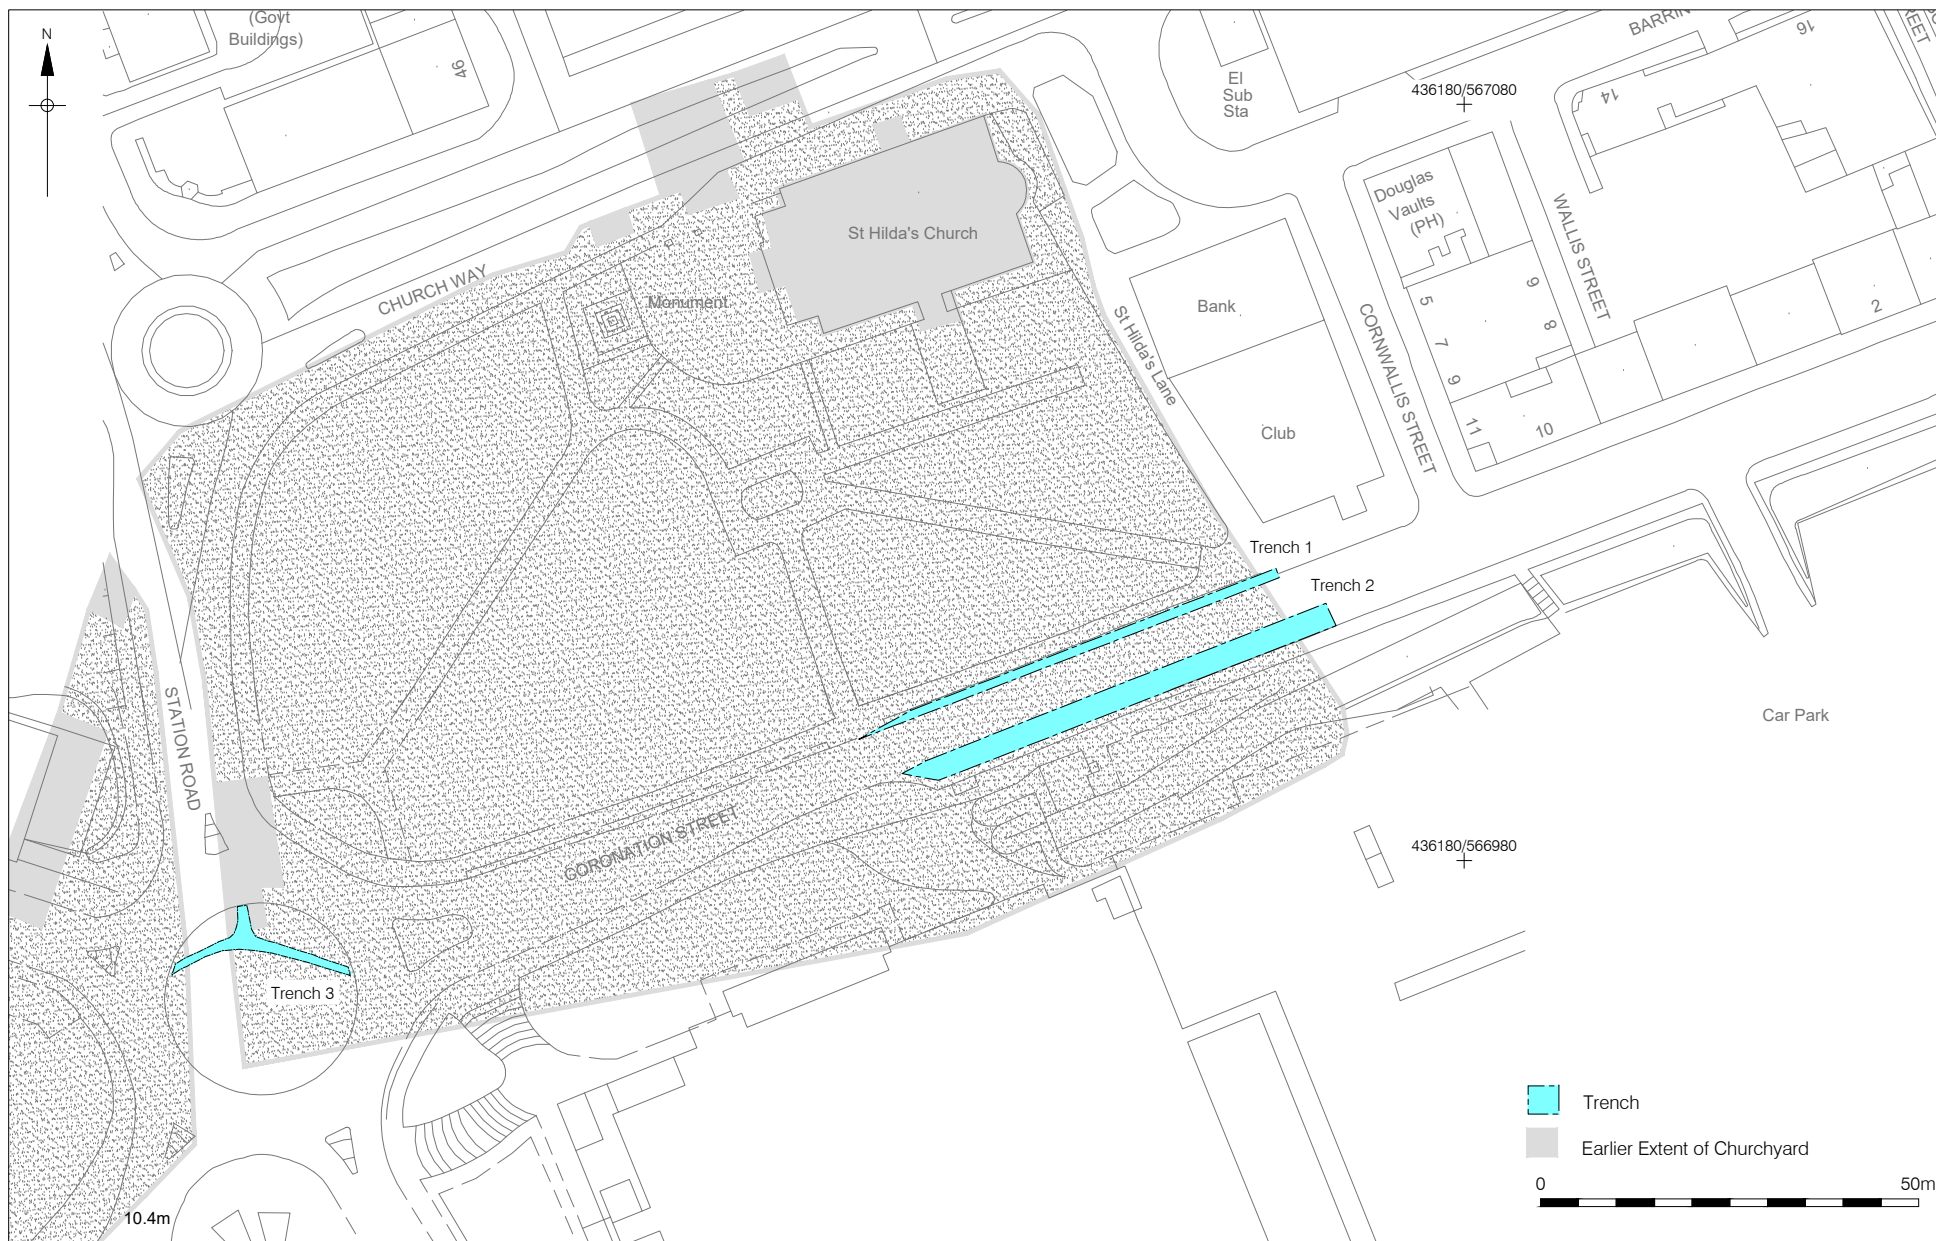 (Govt
Buildings)
N
46
El
Sub
Sta
436180/567080
16
14
Douglas
Vaults
(PH)
WALLIS STREET
St Hilda's Church
CHURCH WAY
Monument
Bank
St Hilda's Lane
CORNWALLIS STREET
5
7
9
11
9
8
10
2
Club
Trench 1
Trench 2
STATION ROAD
Car Park
CORONATION STREET
436180/566980
Trench 3
Trench
Earlier Extent of Churchyard
0
50m
10.4m